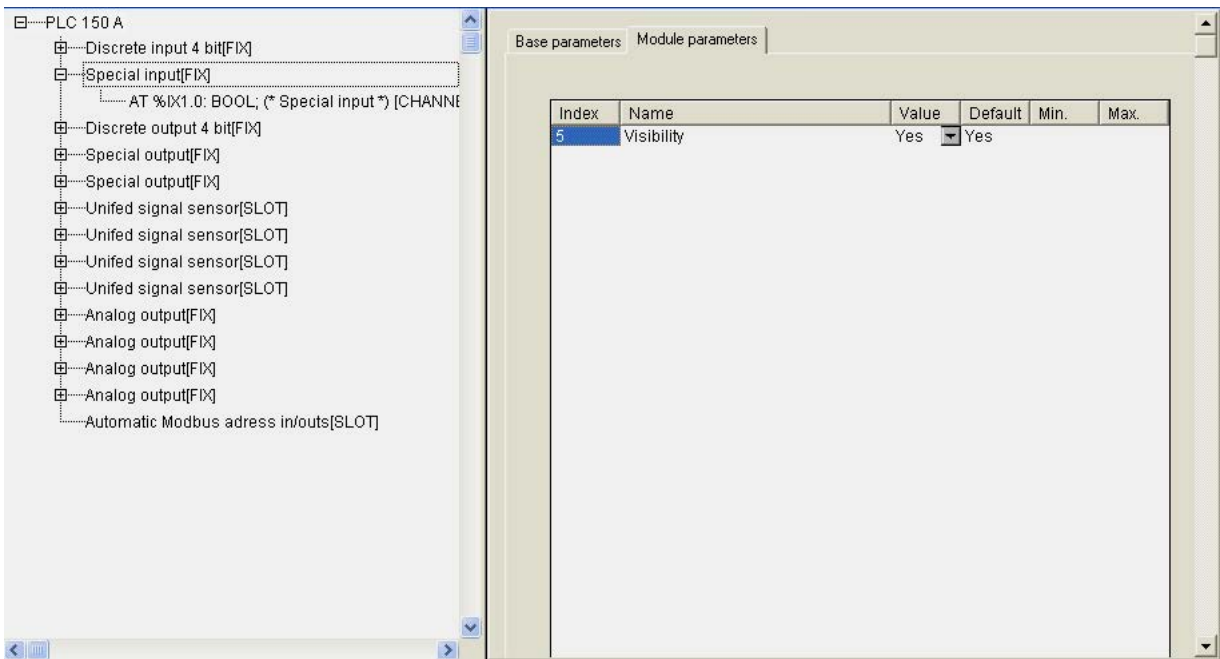 PLC 150 A
Discrete input 4 bit[FIX]
Special input[FIX]
AT %IX1.0: BOOL; (* Special input *) [CHANNE
Discrete output 4 bit[FIX]
Special output[FIX]
Special output[FIX]
Unifed signal sensor[SLOT]
Unifed signal sensor[SLOT]
Unifed signal sensor[SLOT]
Unifed signal sensor[SLOT]
Analog output[FIX]
Analog output[FIX]
Analog output[FIX]
Analog output[FIX]
Automatic Modbus adress in/outs[SLOT]
Base parameters Module parameters
Index Name Value Default Min. Max.
5 Visibility Yes Yes